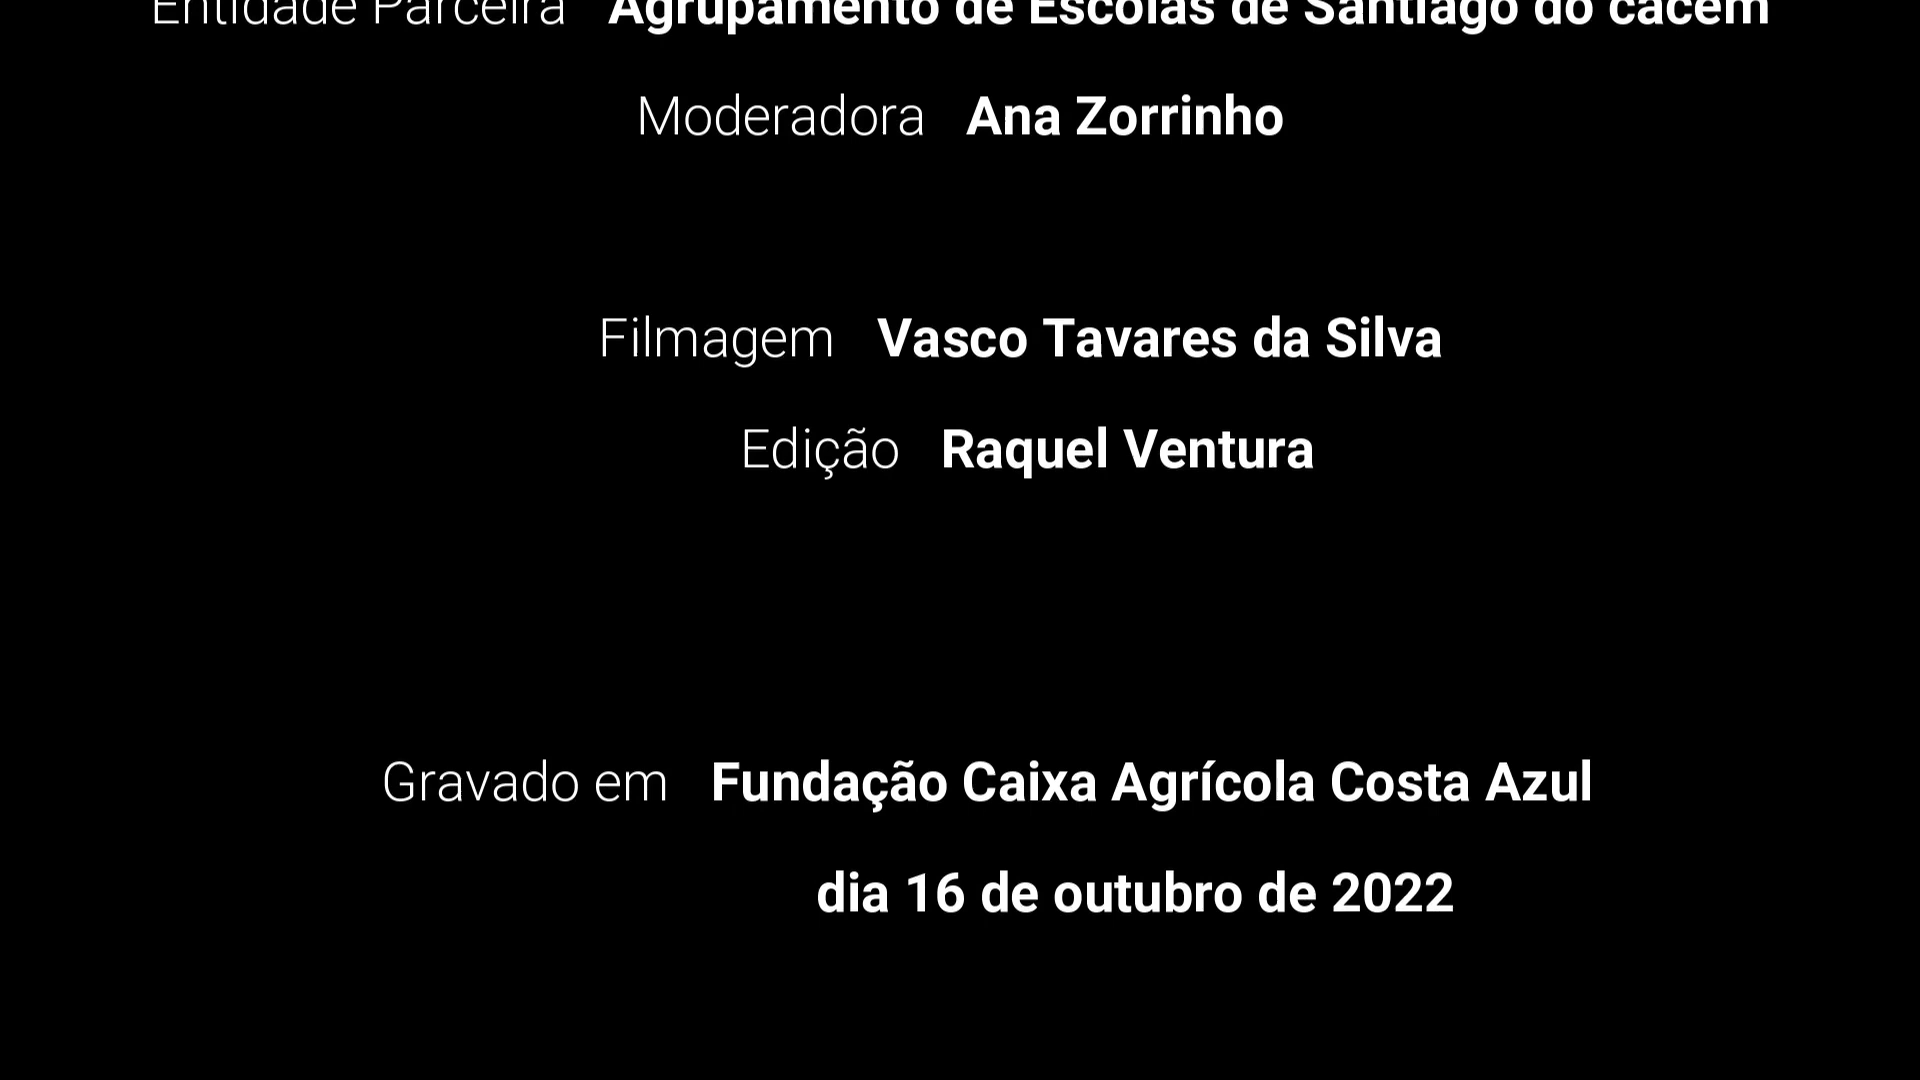 Entidade Parceira Agrupamento de Escolas de Santiago do cacém
Moderadora Ana Zorrinho
Filmagem Vasco Tavares da Silva
Edição Raquel Ventura
Gravado em Fundação Caixa Agrícola Costa Azul
dia 16 de outubro de 2022